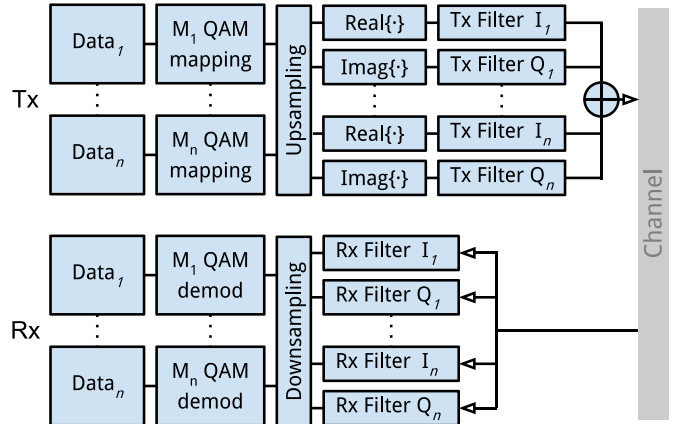 Tx
Data1
M1 QAM
mapping
Datan
Mn QAM
mapping
Upsampling
Real{·}
Tx Filter I1
Imag{·}
Tx Filter Q1
Real{·}
Tx Filter In
Imag{·}
Tx Filter Qn
Channel
Rx
Data1
M1 QAM
demod
Datan
Mn QAM
demod
Downsampling
Rx Filter I1
Rx Filter Q1
Rx Filter In
Rx Filter Qn